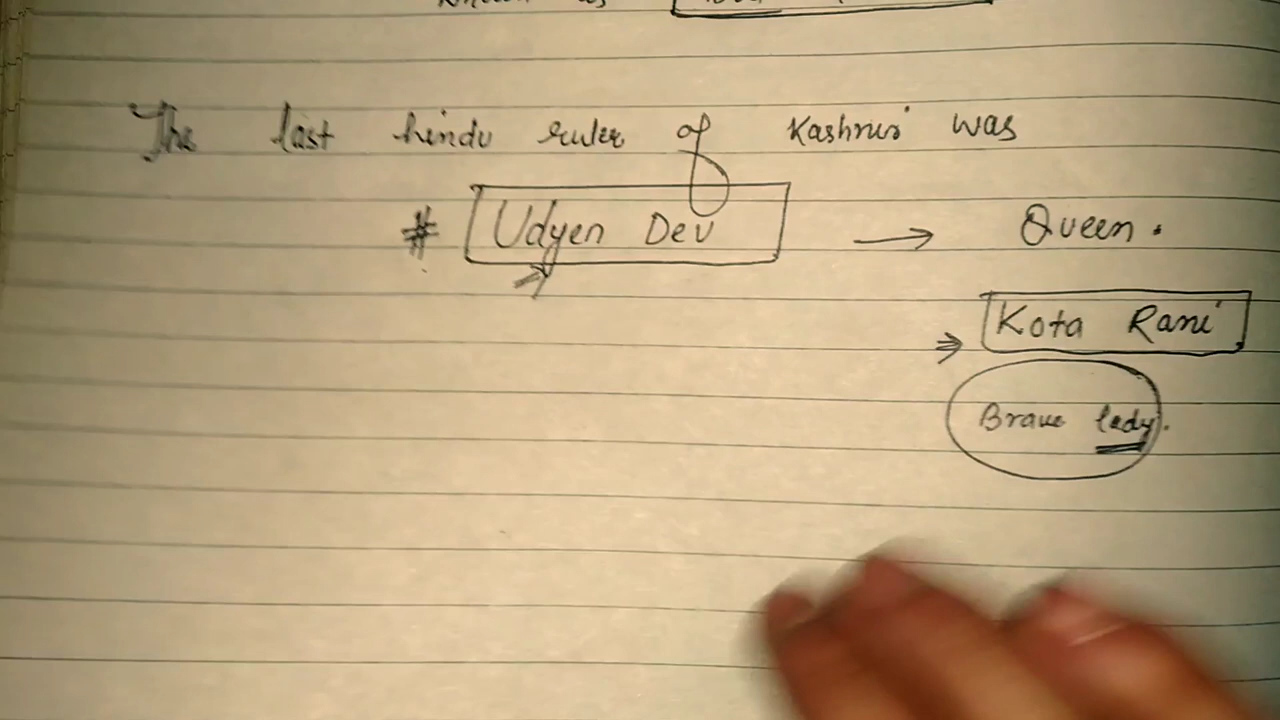 The last hindu ruler of Kashmir was
# Udyen Dev → Queen.
Kota Rani
Brave lady.